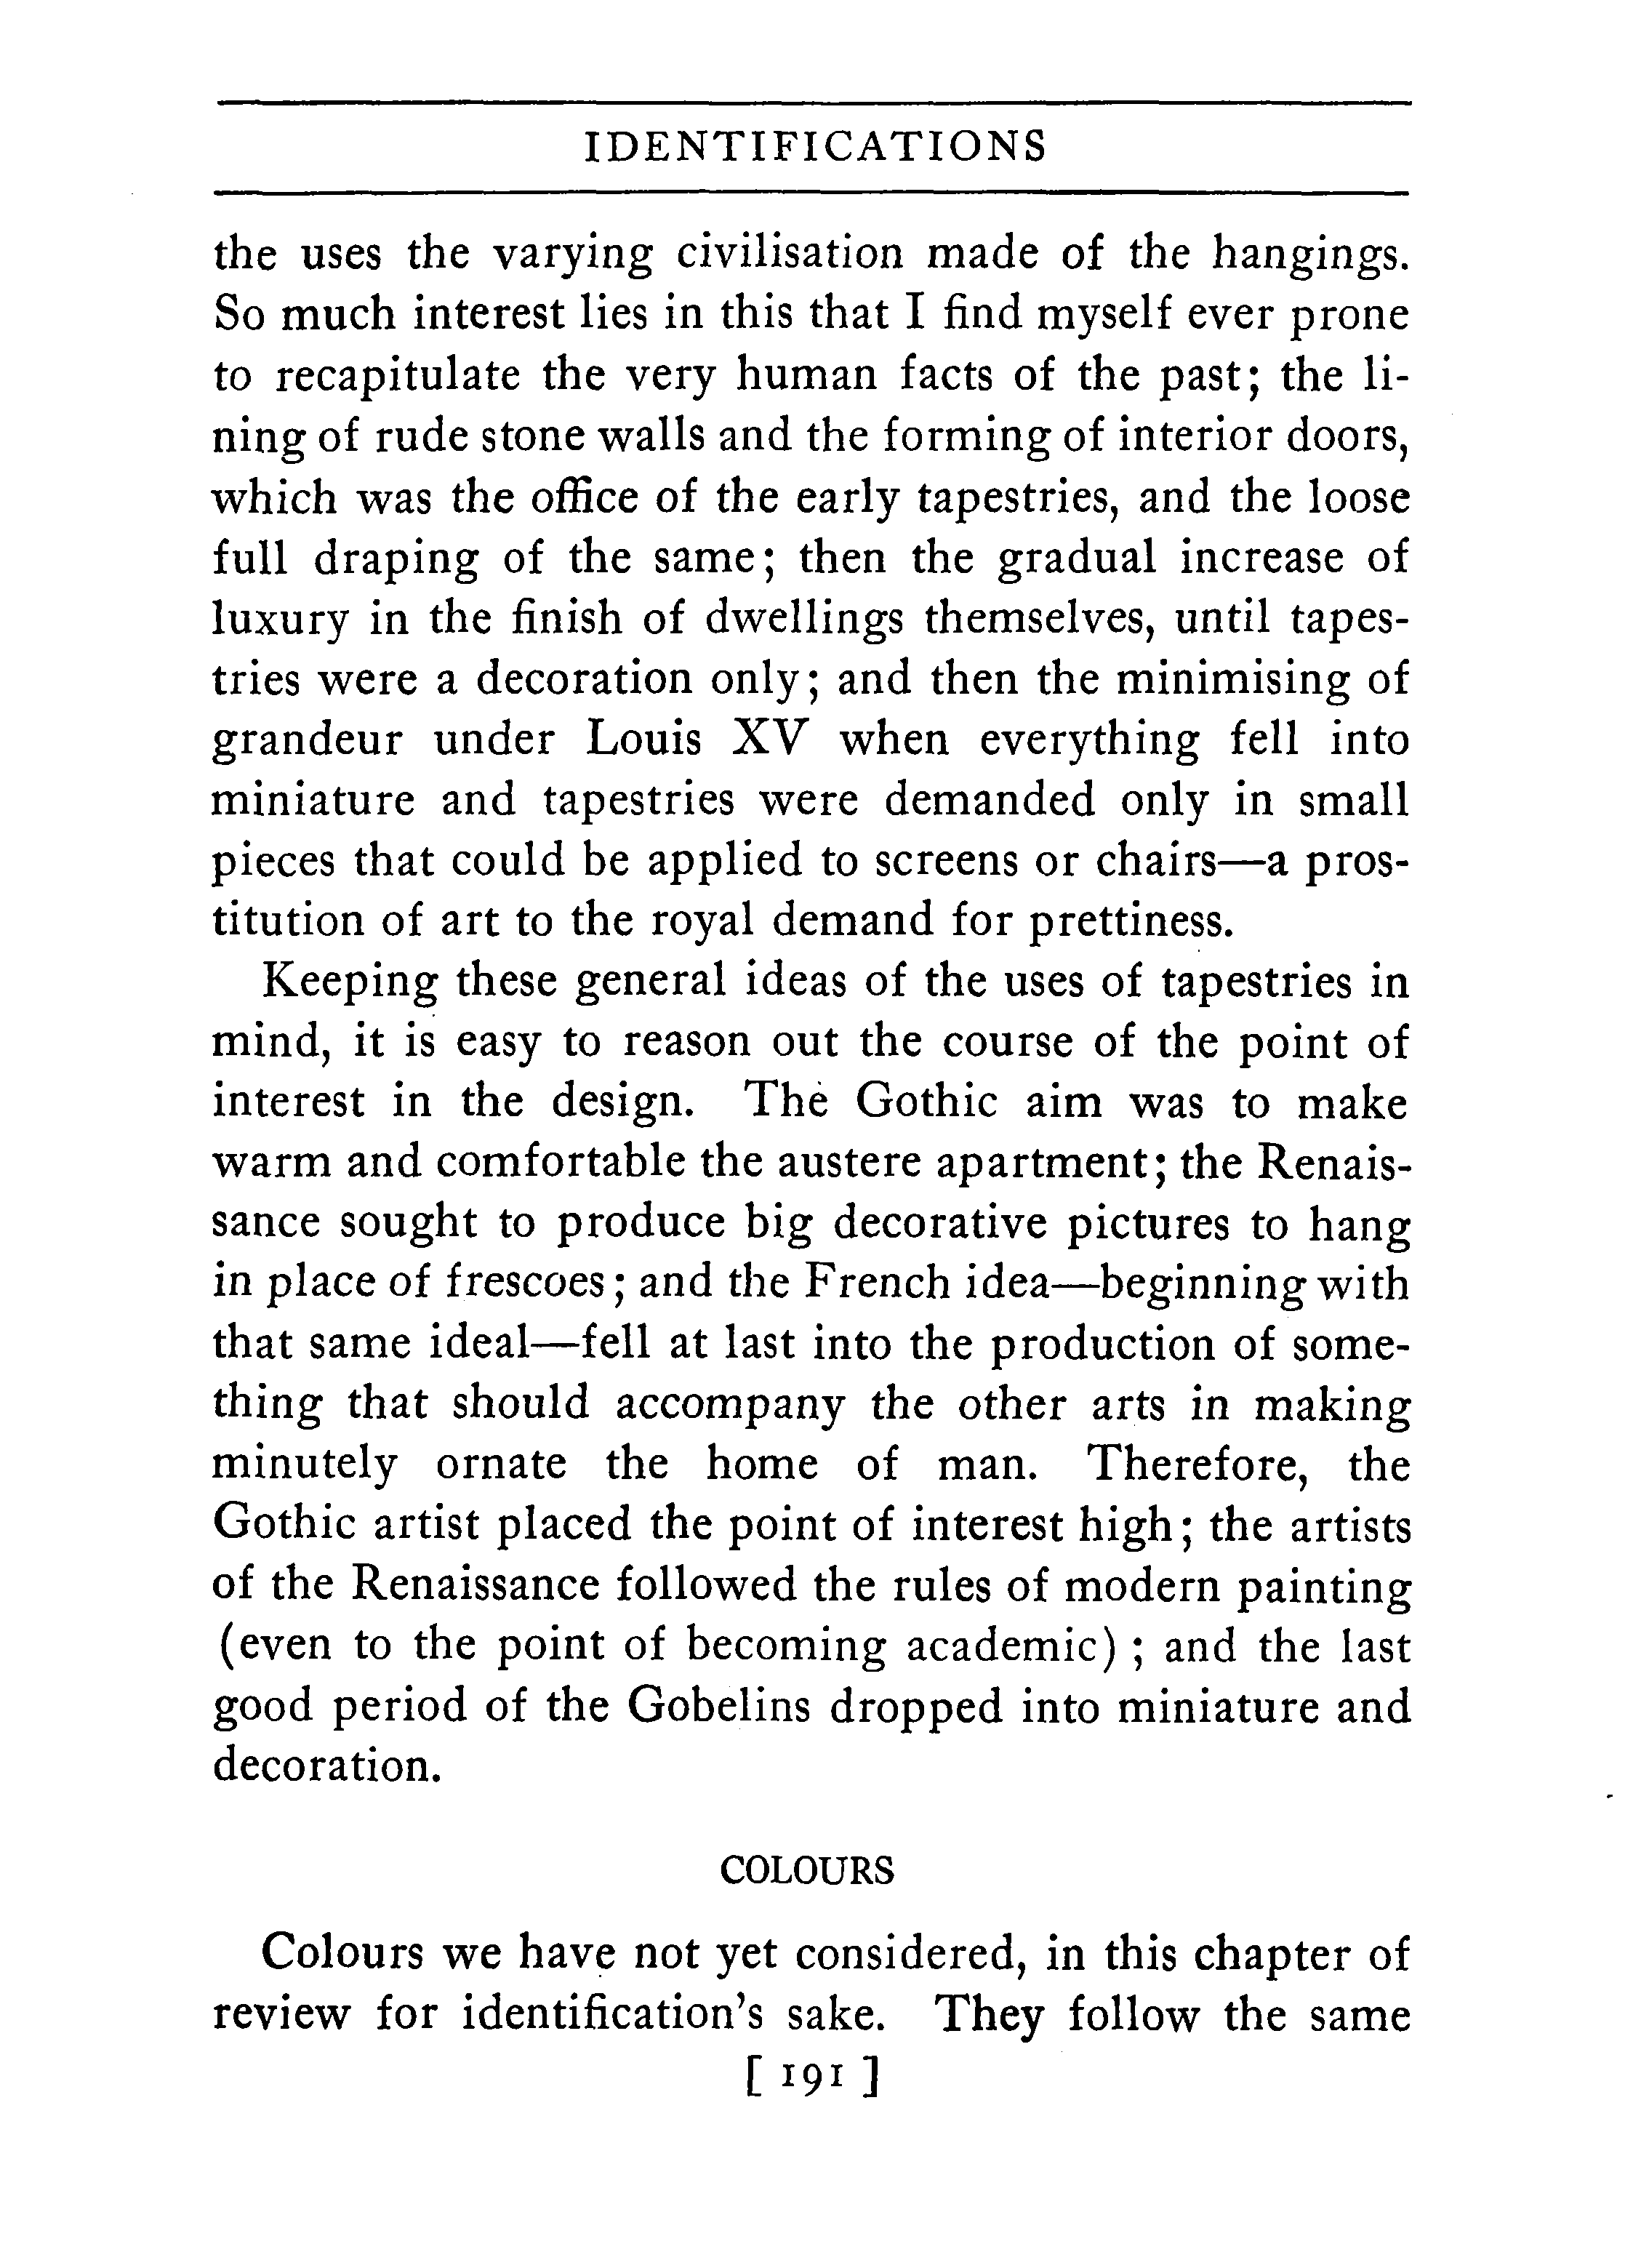 IDENTIFICATIONS
the uses the varying civilisation made of the hangings.
So much interest lies in this that I find myself ever prone
to recapitulate the very human facts of the past; the li-
ning of rude stone walls and the forming of interior doors,
which was the office of the early tapestries, and the loose
full draping of the same; then the gradual increase of
luxury in the finish of dwellings themselves, until tapes-
tries were a decoration only; and then the minimising of
grandeur under Louis XV when everything fell into
miniature and tapestries were demanded only in small
pieces that could be applied to screens or chairs—a pros-
titution of art to the royal demand for prettiness.
Keeping these general ideas of the uses of tapestries in
mind, it is easy to reason out the course of the point of
interest in the design. The Gothic aim was to make
warm and comfortable the austere apartment; the Renais-
sance sought to produce big decorative pictures to hang
in place of frescoes; and the French idea—beginning with
that same ideal—fell at last into the production of some-
thing that should accompany the other arts in making
minutely ornate the home of man. Therefore, the
Gothic artist placed the point of interest high; the artists
of the Renaissance followed the rules of modern painting
(even to the point of becoming academic); and the last
good period of the Gobelins dropped into miniature and
decoration.
COLOURS
Colours we have not yet considered, in this chapter of
review for identification's sake. They follow the same
[ 191 ]